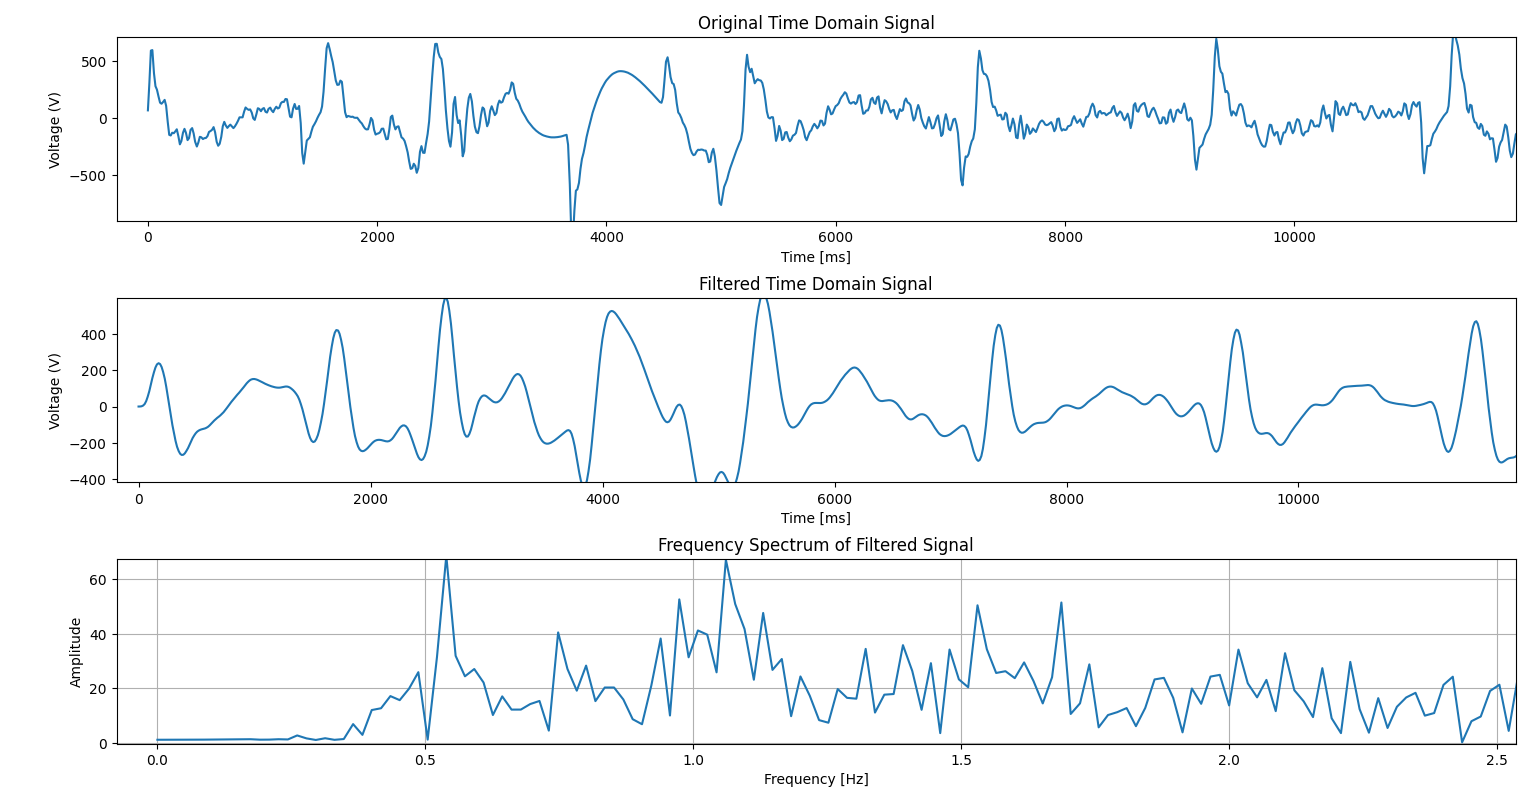 Original Time Domain Signal
Voltage (V)
500
0
−500
0 2000 4000 6000 8000 10000
Time [ms]
Filtered Time Domain Signal
Voltage (V)
400
200
0
−200
−400
0 2000 4000 6000 8000 10000
Time [ms]
Frequency Spectrum of Filtered Signal
Amplitude
60
40
20
0
0.0 0.5 1.0 1.5 2.0 2.5
Frequency [Hz]